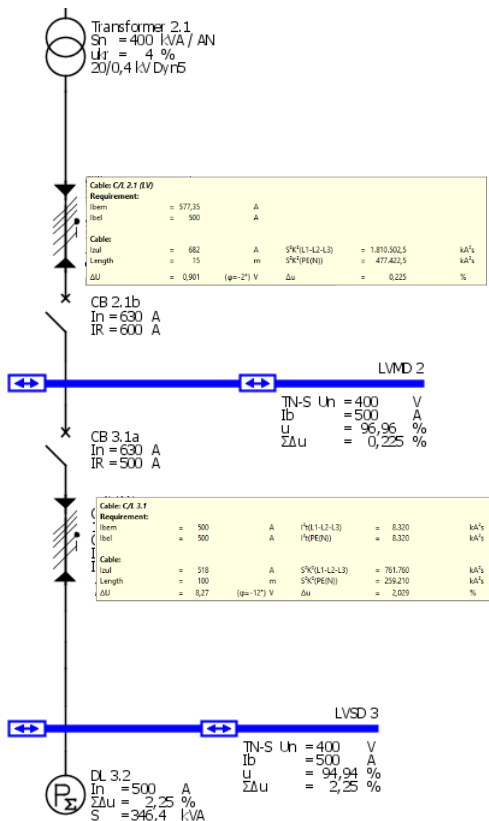 Transformer 2.1
Sn = 400 kVA / AN
ukr = 4 %
20/0,4 kV Dyn5
Cable: C/L 2.1 (LV)
Requirement:
Ibem = 577,35 A
Ibel = 500 A
Cable:
Izul = 682 A S²K²(L1-L2-L3) = 1.810.502,5 kA²s
Length = 15 m S²K²(PE(N)) = 477.422,5 kA²s
ΔU = 0,901 (φ=-2°) V Δu = 0,225 %
CB 2.1b
In = 630 A
IR = 600 A
LVMD 2
TN-S Un = 400 V
Ib = 500 A
u = 96,96 %
ΣΔu = 0,225 %
CB 3.1a
In = 630 A
IR = 500 A
Cable: C/L 3.1
Requirement:
Ibem = 500 A I²t(L1-L2-L3) = 8.320 kA²s
Ibel = 500 A I²t(PE(N)) = 8.320 kA²s
Cable:
Izul = 518 A S²K²(L1-L2-L3) = 761.760 kA²s
Length = 100 m S²K²(PE(N)) = 259.210 kA²s
ΔU = 8,27 (φ=-12°) V Δu = 2,029 %
LVSD 3
TN-S Un = 400 V
Ib = 500 A
u = 94,94 %
ΣΔu = 2,25 %
PΣ
DL 3.2
In = 500 A
ΣΔu = 2,25 %
S = 346,4 kVA